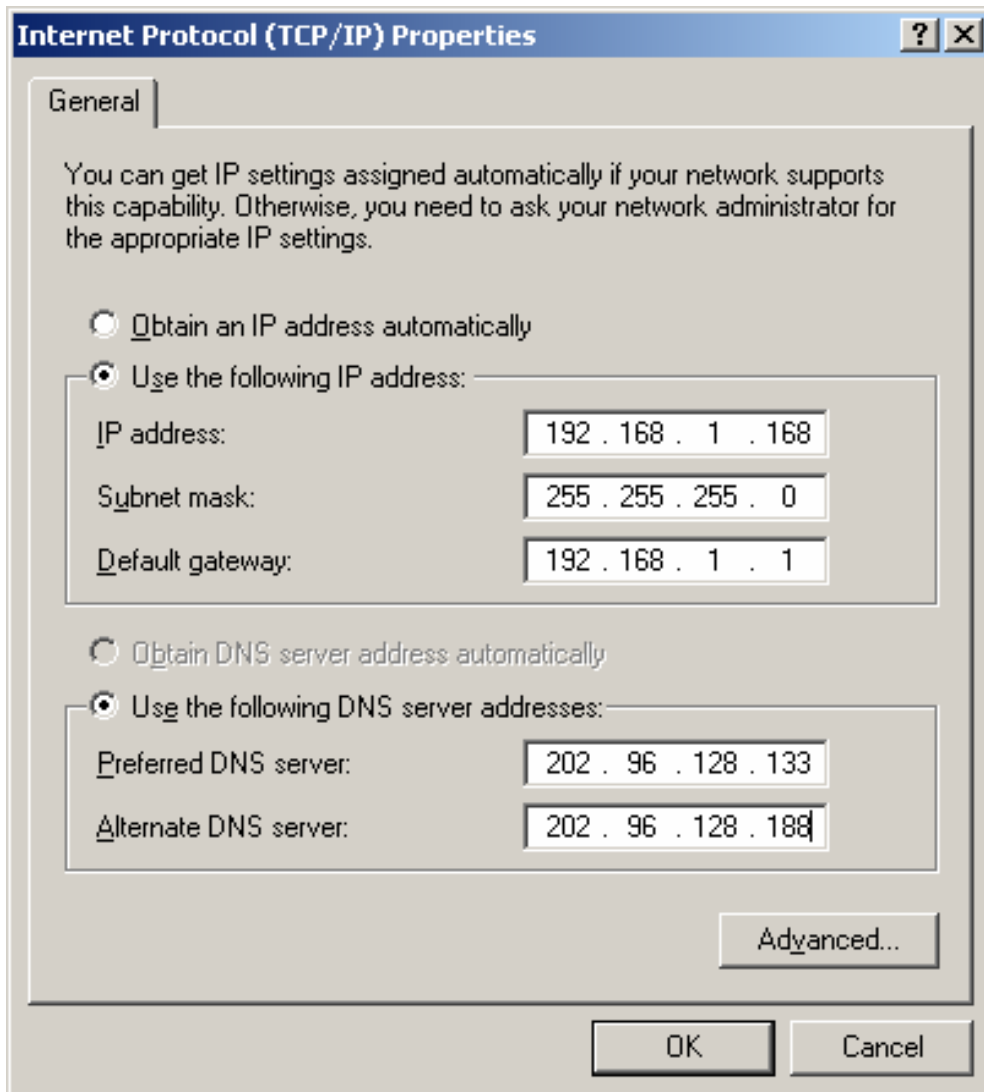 Internet Protocol (TCP/IP) Properties
General
You can get IP settings assigned automatically if your network supports
this capability. Otherwise, you need to ask your network administrator for
the appropriate IP settings.
Obtain an IP address automatically
Use the following IP address:
IP address: 192 . 168 . 1 . 168
Subnet mask: 255 . 255 . 255 . 0
Default gateway: 192 . 168 . 1 . 1
Obtain DNS server address automatically
Use the following DNS server addresses:
Preferred DNS server: 202 . 96 . 128 . 133
Alternate DNS server: 202 . 96 . 128 . 188
Advanced...
OK Cancel